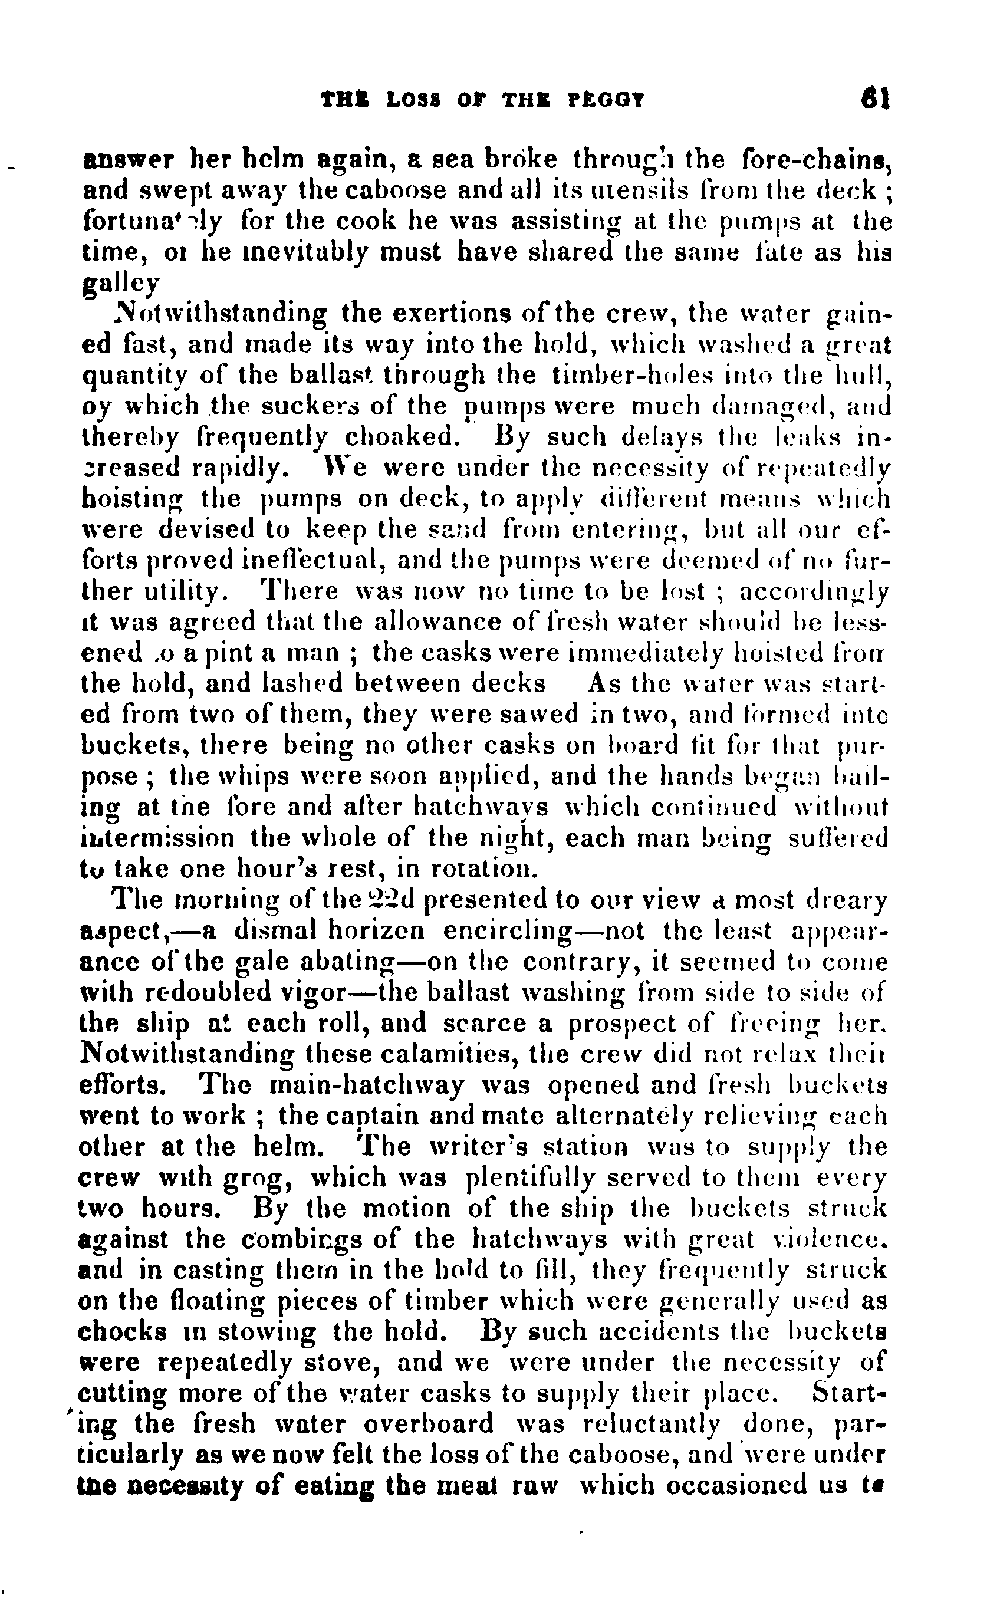 THE LOSS OF THE PEGGY 61
answer her helm again, a sea broke through the fore-chains,
and swept away the caboose and all its utensils from the deck ;
fortunately for the cook he was assisting at the pumps at the
time, or he inevitably must have shared the same fate as his
galley
Notwithstanding the exertions of the crew, the water gain-
ed fast, and made its way into the hold, which washed a great
quantity of the ballast through the timber-holes into the hull,
by which the suckers of the pumps were much damaged, and
thereby frequently choaked. By such delays the leaks in-
creased rapidly. We were under the necessity of repeatedly
hoisting the pumps on deck, to apply different means which
were devised to keep the sand from entering, but all our ef-
forts proved ineffectual, and the pumps were deemed of no fur-
ther utility. There was now no time to be lost ; accordingly
it was agreed that the allowance of fresh water should be less-
ened to a pint a man ; the casks were immediately hoisted from
the hold, and lashed between decks As the water was start-
ed from two of them, they were sawed in two, and formed into
buckets, there being no other casks on board fit for that pur-
pose ; the whips were soon applied, and the hands began bail-
ing at the fore and after hatchways which continued without
intermission the whole of the night, each man being suffered
to take one hour's rest, in rotation.
The morning of the 22d presented to our view a most dreary
aspect,—a dismal horizon encircling—not the least appear-
ance of the gale abating—on the contrary, it seemed to come
with redoubled vigor—the ballast washing from side to side of
the ship at each roll, and scarce a prospect of freeing her.
Notwithstanding these calamities, the crew did not relax their
efforts. The main-hatchway was opened and fresh buckets
went to work ; the captain and mate alternately relieving each
other at the helm. The writer's station was to supply the
crew with grog, which was plentifully served to them every
two hours. By the motion of the ship the buckets struck
against the combings of the hatchways with great violence.
and in casting them in the hold to fill, they frequently struck
on the floating pieces of timber which were generally used as
chocks in stowing the hold. By such accidents the buckets
were repeatedly stove, and we were under the necessity of
cutting more of the water casks to supply their place. Start-
ing the fresh water overboard was reluctantly done, par-
ticularly as we now felt the loss of the caboose, and were under
the necessity of eating the meat raw which occasioned us to